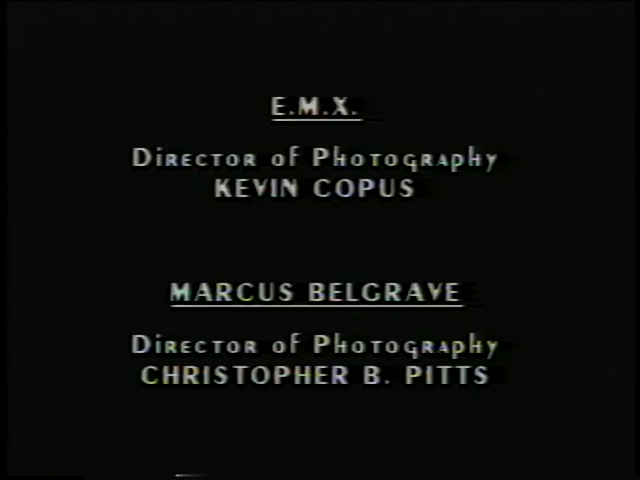 E.M.X.
Director of Photography
KEVIN COPUS
MARCUS BELGRAVE
Director of Photography
CHRISTOPHER B. PITTS